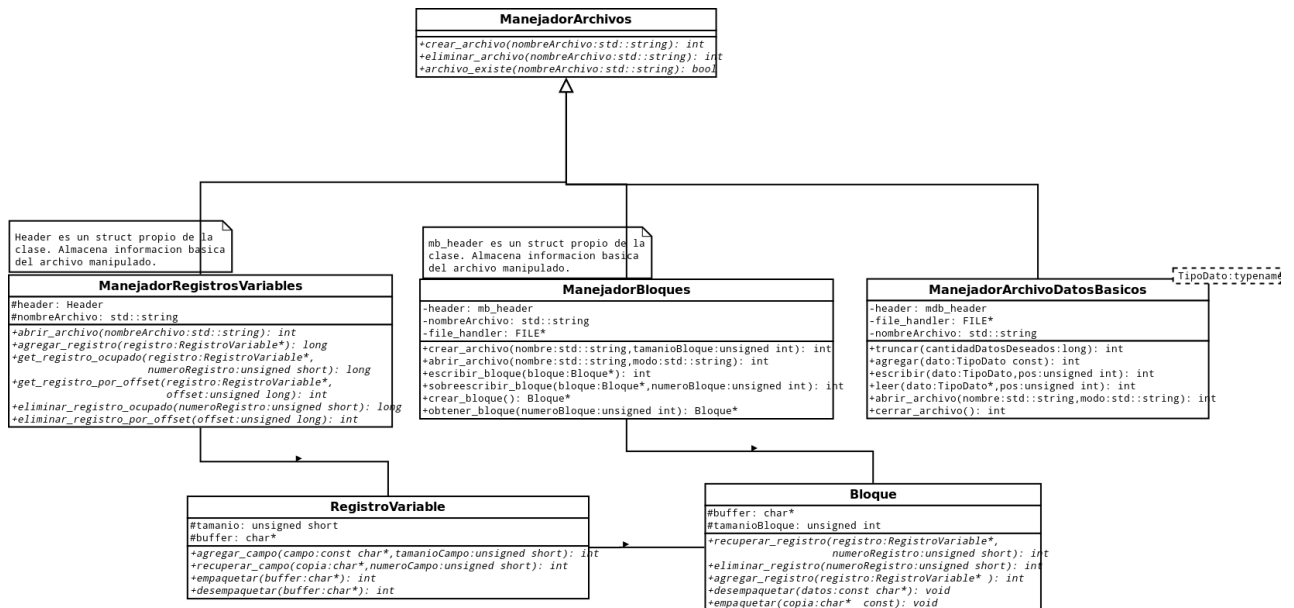 ManejadorArchivos
+crear_archivo(nombreArchivo:std::string): int
+eliminar_archivo(nombreArchivo:std::string): int
+archivo_existe(nombreArchivo:std::string): bool
Header es un struct propio de la
clase. Almacena informacion basica
del archivo manipulado.
ManejadorRegistrosVariables
#header: Header
#nombreArchivo: std::string
+abrir_archivo(nombreArchivo:std::string): int
+agregar_registro(registro:RegistroVariable*): long
+get_registro_ocupado(registro:RegistroVariable*,
numeroRegistro:unsigned short): long
+get_registro_por_offset(registro:RegistroVariable*,
offset:unsigned long): int
+eliminar_registro_ocupado(numeroRegistro:unsigned short): long
+eliminar_registro_por_offset(offset:unsigned long): int
mb_header es un struct propio de la
clase. Almacena informacion basica
del archivo manipulado.
ManejadorBloques
-header: mb_header
-nombreArchivo: std::string
-file_handler: FILE*
+crear_archivo(nombre:std::string,tamanioBloque:unsigned int): int
+abrir_archivo(nombre:std::string,modo:std::string): int
+escribir_bloque(bloque:Bloque*): int
+sobreescribir_bloque(bloque:Bloque*,numeroBloque:unsigned int): int
+crear_bloque(): Bloque*
+obtener_bloque(numeroBloque:unsigned int): Bloque*
TipoDato:typename
ManejadorArchivoDatosBasicos
-header: mdb_header
-file_handler: FILE*
-nombreArchivo: std::string
+truncar(cantidadDatosDeseados:long): int
+agregar(dato:TipoDato const): int
+escribir(dato:TipoDato,pos:unsigned int): int
+leer(dato:TipoDato*,pos:unsigned int): int
+abrir_archivo(nombre:std::string,modo:std::string): int
+cerrar_archivo(): int
RegistroVariable
#tamanio: unsigned short
#buffer: char*
+agregar_campo(campo:const char*,tamanioCampo:unsigned short): int
+recuperar_campo(copia:char*,numeroCampo:unsigned short): int
+empaquetar(buffer:char*): int
+desempaquetar(buffer:char*): int
Bloque
#buffer: char*
#tamanioBloque: unsigned int
+recuperar_registro(registro:RegistroVariable*,
numeroRegistro:unsigned short): int
+eliminar_registro(numeroRegistro:unsigned short): int
+agregar_registro(registro:RegistroVariable* ): int
+desempaquetar(datos:const char*): void
+empaquetar(copia:char* const): void